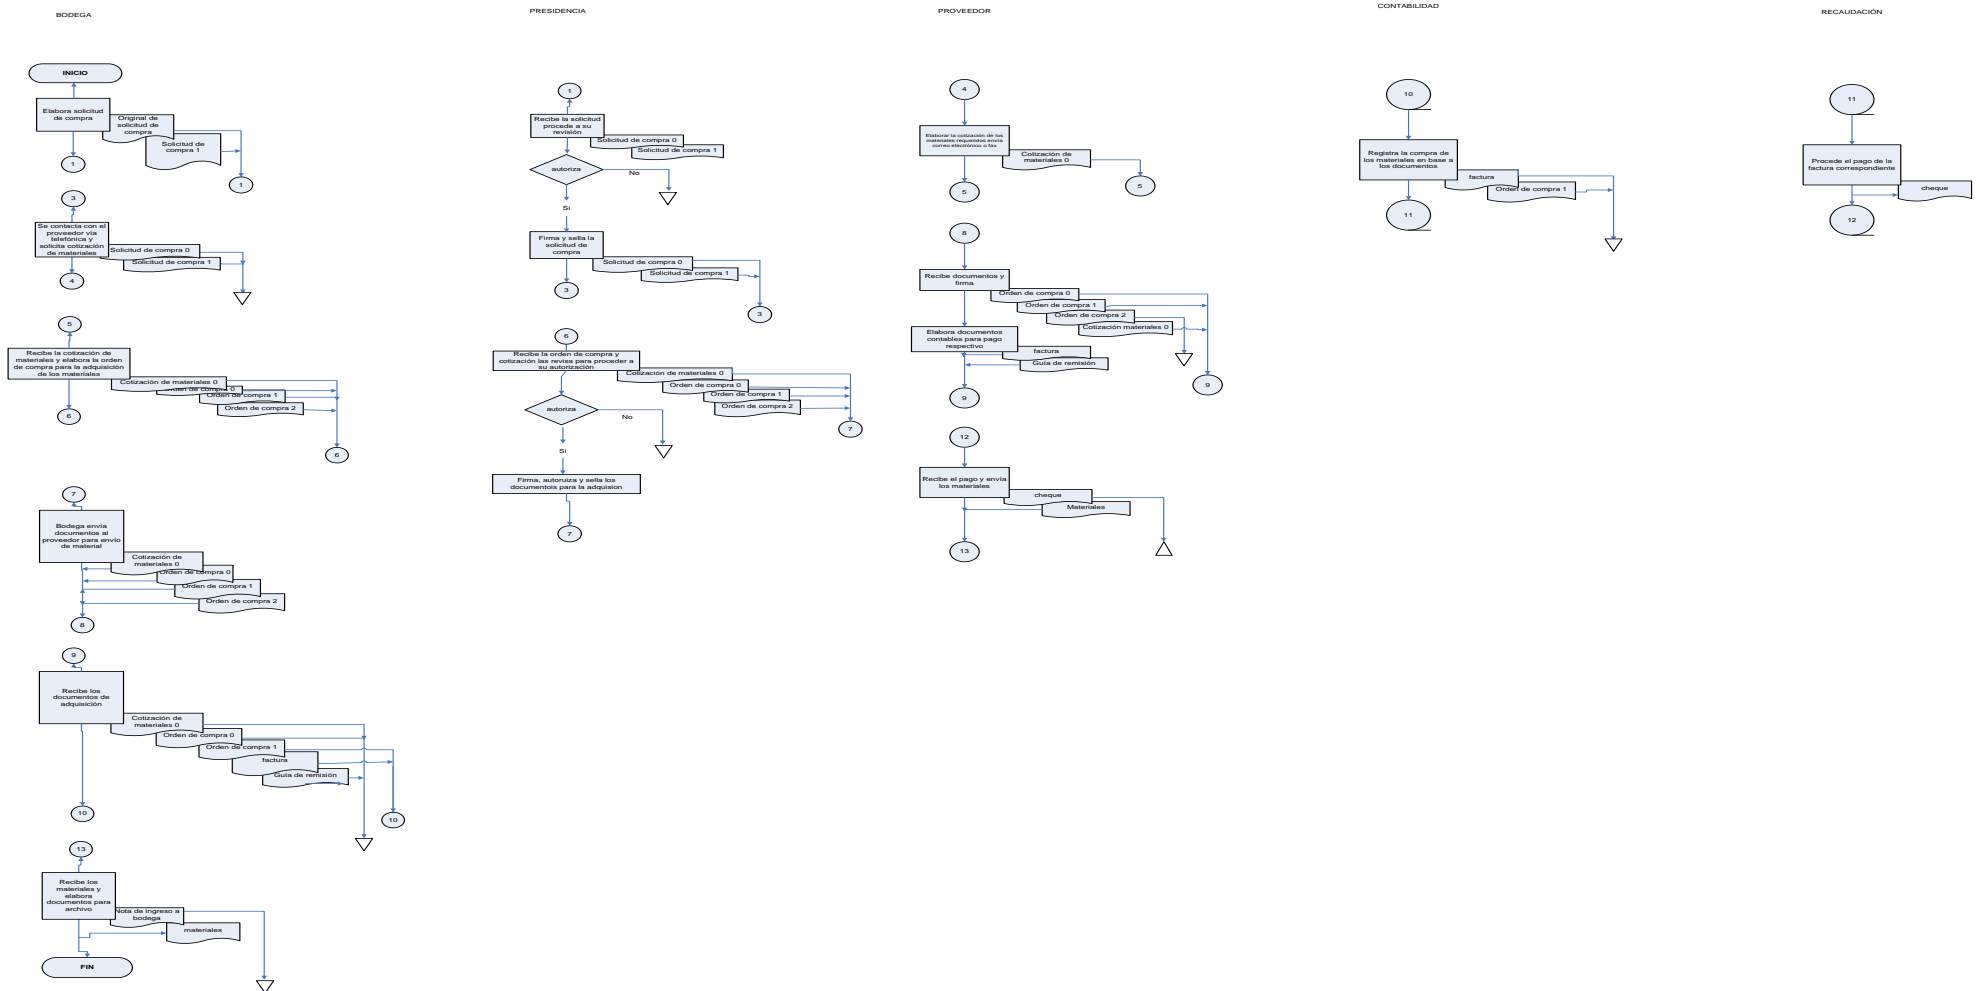 BODEGA
PRESIDENCIA
PROVEEDOR
CONTABILIDAD
RECAUDACIÓN
INICIO
Elabora solicitud
de compra
Original de
solicitud de
compra
Solicitud de
compra 1
1
1
3
Se contacta con el
proveedor vía
telefónica y
solicita cotización
de materiales
Solicitud de compra 0
Solicitud de compra 1
4
5
Recibe la cotización de
materiales y elabora la orden
de compra para la adquisición
de los materiales
Cotización de materiales 0
Orden de compra 0
Orden de compra 1
Orden de compra 2
6
6
7
Bodega envia
documentos al
proveedor para envío
de material
Cotización de
materiales 0
Orden de compra 0
Orden de compra 1
Orden de compra 2
8
9
Recibe los
documentos de
adquisición
Cotización de
materiales 0
Orden de compra 0
Orden de compra 1
factura
Guía de remisión
10
10
13
Recibe los
materiales y
elabora
documentos para
archivo
Nota de ingreso a
bodega
materiales
FIN
1
Recibe la solicitud
procede a su
revisión
Solicitud de compra 0
Solicitud de compra 1
autoriza
No
Si
Firma y sella la
solicitud de
compra
Solicitud de compra 0
Solicitud de compra 1
3
3
6
Recibe la orden de compra y
cotización las revisa para proceder a
su autorización
Cotización de materiales 0
Orden de compra 0
Orden de compra 1
Orden de compra 2
autoriza
No
7
Si
Firma, autoruiza y sella los
documentois para la adquision
7
4
Elaborar la cotización de los
materiales requeridos envia
correo electrónico o fax
Cotización de
materiales 0
5
5
8
Recibe documentos y
firma
Orden de compra 0
Orden de compra 1
Orden de compra 2
Cotización materiales 0
Elabora documentos
contables para pago
respectivo
factura
Guía de remisión
9
9
12
Recibe el pago y envía
los materiales
cheque
Materiales
13
10
Registra la compra de
los materiales en base a
los documentos
factura
Orden de compra 1
11
11
Procede el pago de la
factura correspondiente
cheque
12